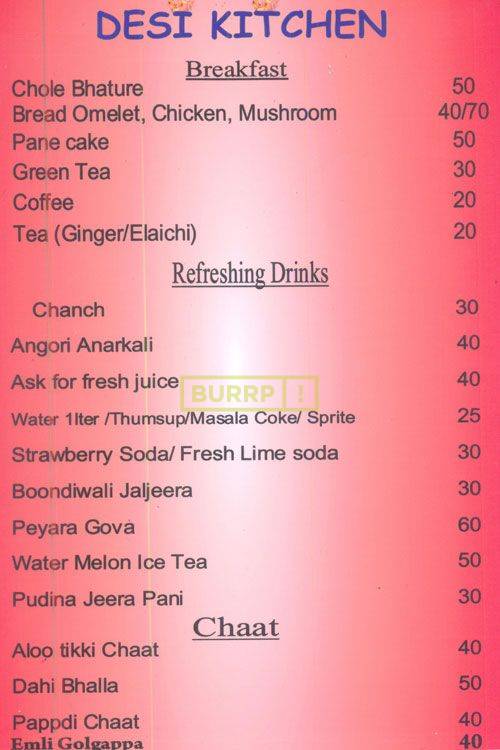 DESI KITCHEN
Breakfast
Chole Bhature 50
Bread Omelet, Chicken, Mushroom 40/70
Pane cake 50
Green Tea 30
Coffee 20
Tea (Ginger/Elaichi) 20
Refreshing Drinks
Chanch 30
Angori Anarkali 40
Ask for fresh juice 40
BURRP!
Water 1lter /Thumsup/Masala Coke/ Sprite 25
Strawberry Soda/ Fresh Lime soda 30
Boondiwali Jaljeera 30
Peyara Gova 60
Water Melon Ice Tea 50
Pudina Jeera Pani 30
Chaat
Aloo tikki Chaat 40
Dahi Bhalla 50
Pappdi Chaat 40
Emli Golgappa 40